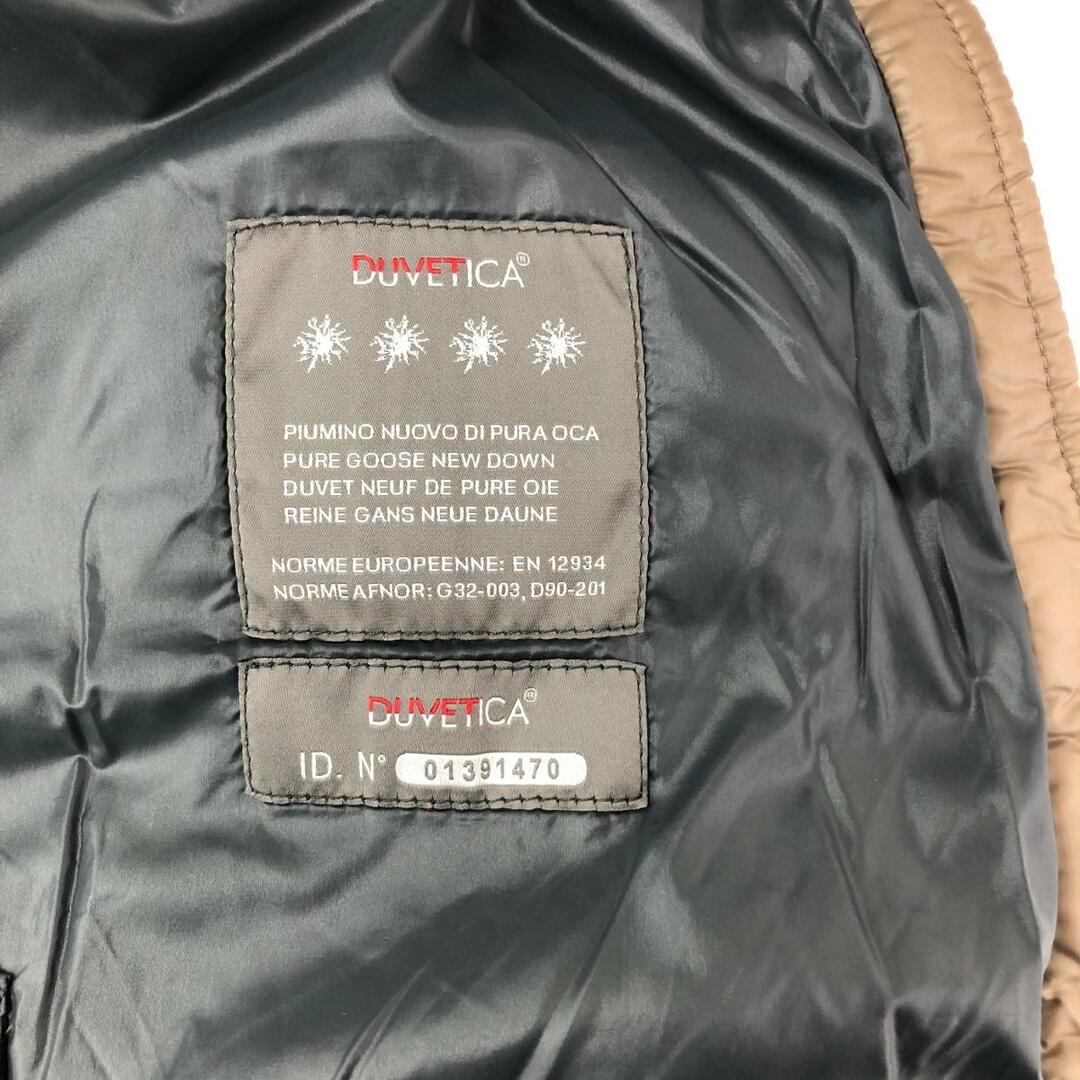 DUVETICA®
PIUMINO NUOVO DI PURA OCA
PURE GOOSE NEW DOWN
DUVET NEUF DE PURE OIE
REINE GANS NEUE DAUNE
NORME EUROPEENNE: EN 12934
NORME AFNOR: G32-003, D90-201
DUVETICA®
ID. N° 01391470